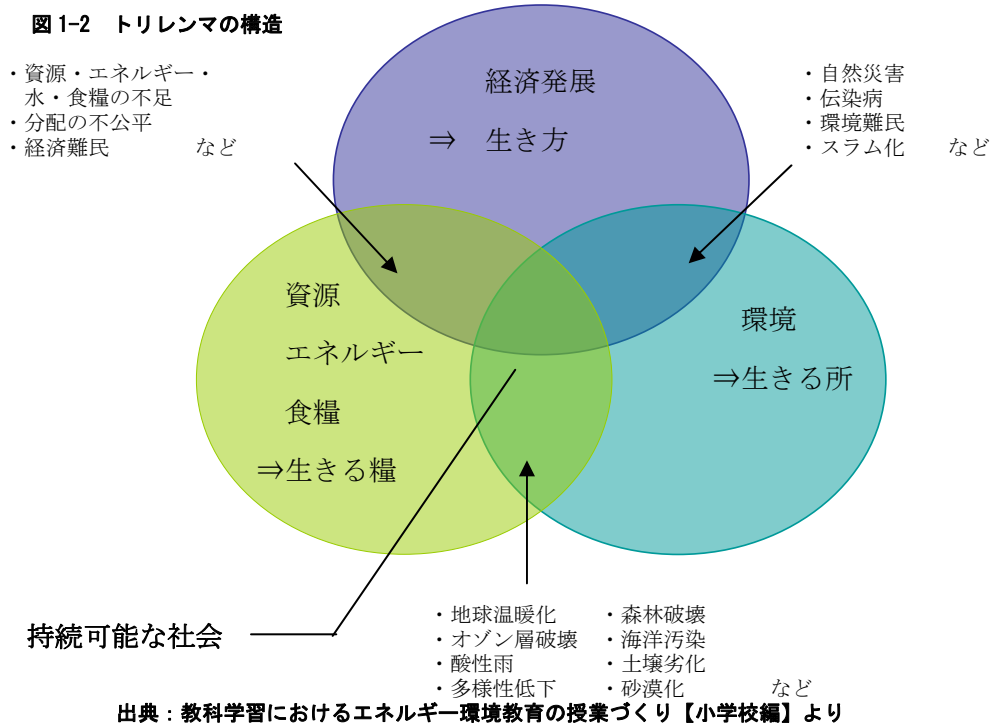 図 1-2　トリレンマの構造
・資源・エネルギー・
水・食糧の不足
・分配の不公平
・経済難民　　　　など
・自然災害
・伝染病
・環境難民
・スラム化　　など
経済発展
⇒　生き方
資源
エネルギー
食糧
⇒生きる糧
環境
⇒生きる所
持続可能な社会
・地球温暖化　・森林破壊
・オゾン層破壊　・海洋汚染
・酸性雨　・土壌劣化
・多様性低下　・砂漠化　　　など
出典：教科学習におけるエネルギー環境教育の授業づくり【小学校編】より